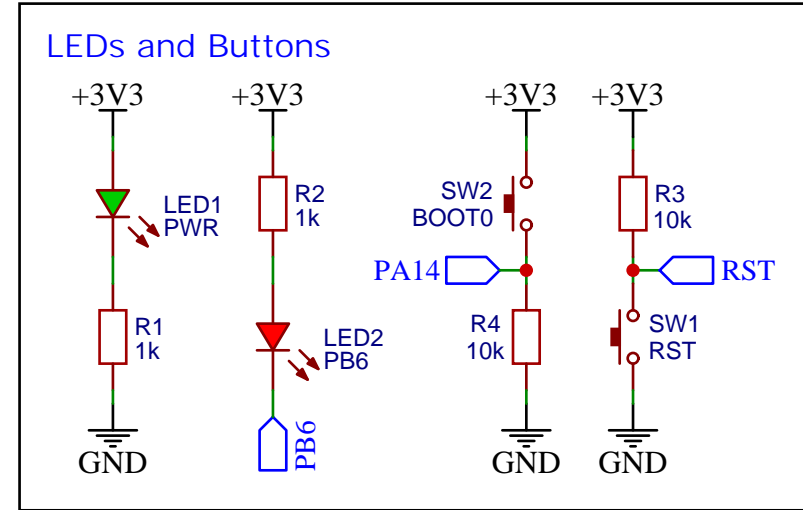 LEDs and Buttons
+3V3
+3V3
+3V3
+3V3
LED1
PWR
R2
1k
SW2
BOOT0
R3
10k
PA14
RST
R1
1k
LED2
PB6
R4
10k
SW1
RST
PB6
GND
GND
GND